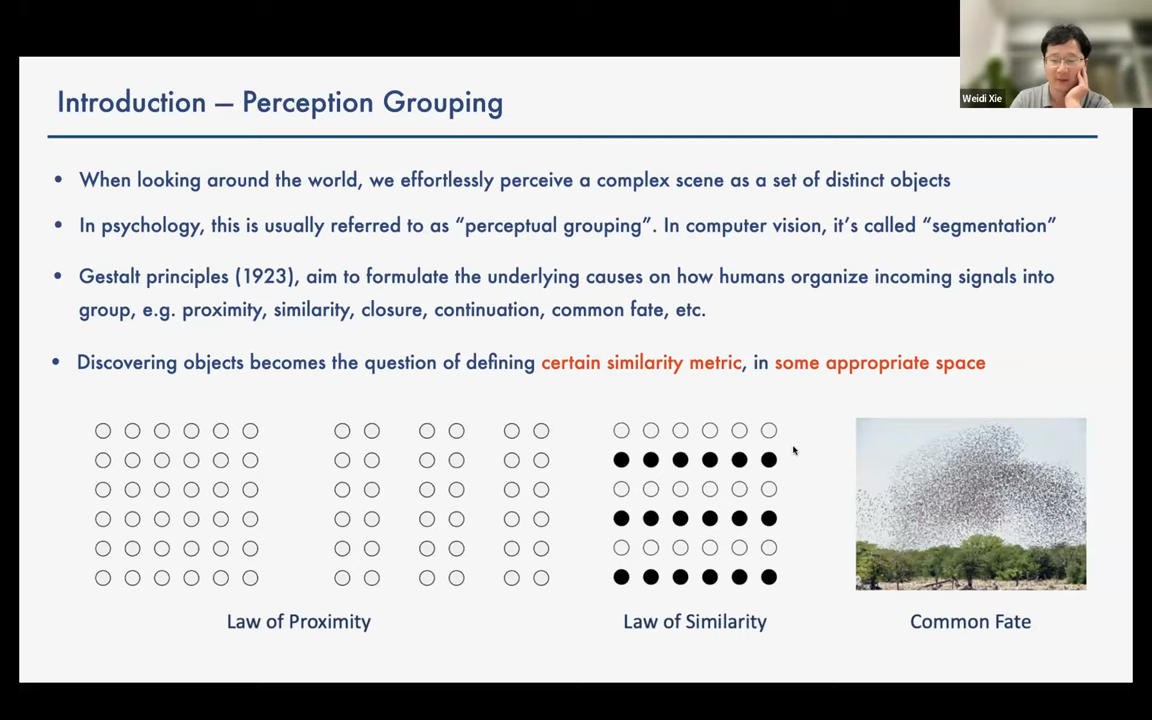 Weidi Xie
Introduction — Perception Grouping
• When looking around the world, we effortlessly perceive a complex scene as a set of distinct objects
• In psychology, this is usually referred to as “perceptual grouping”. In computer vision, it’s called “segmentation”
• Gestalt principles (1923), aim to formulate the underlying causes on how humans organize incoming signals into
group, e.g. proximity, similarity, closure, continuation, common fate, etc.
• Discovering objects becomes the question of defining certain similarity metric, in some appropriate space
Law of Proximity
Law of Similarity
Common Fate